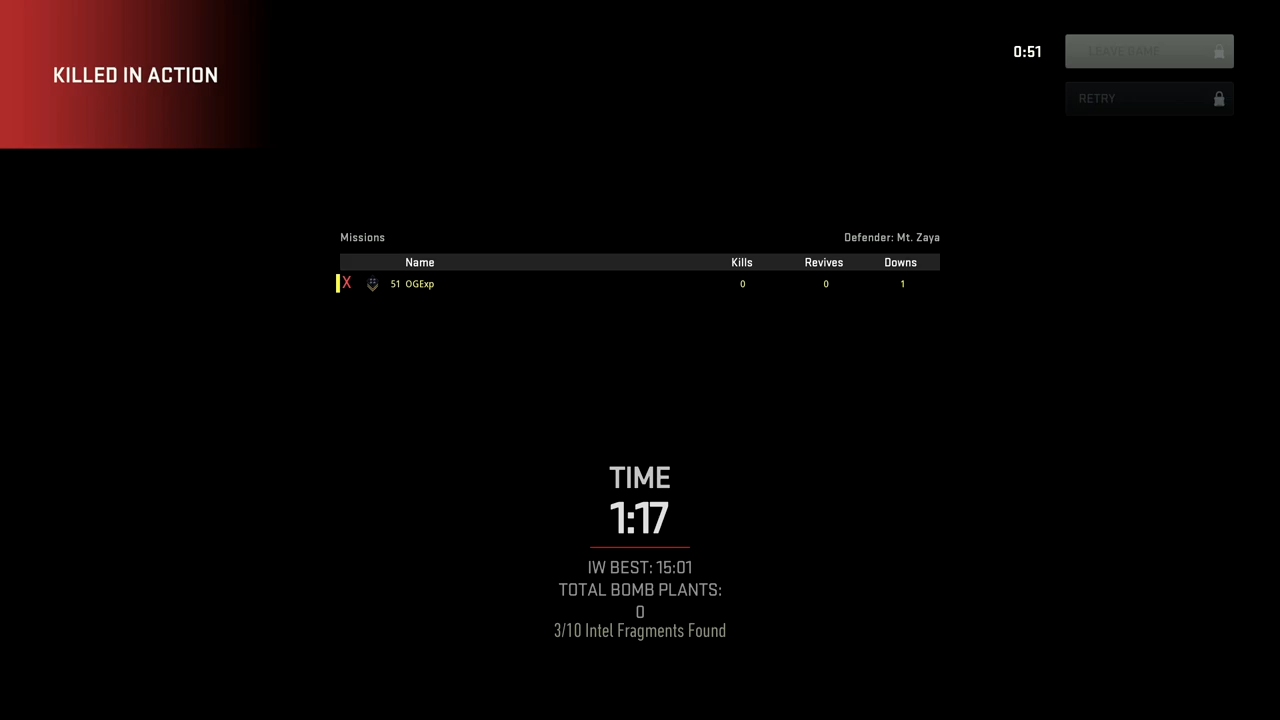 KILLED IN ACTION
0:51
LEAVE GAME
RETRY
Missions
Defender: Mt. Zaya
Name Kills Revives Downs
X 51 OGExp 0 0 1
TIME
1:17
IW BEST: 15:01
TOTAL BOMB PLANTS:
0
3/10 Intel Fragments Found